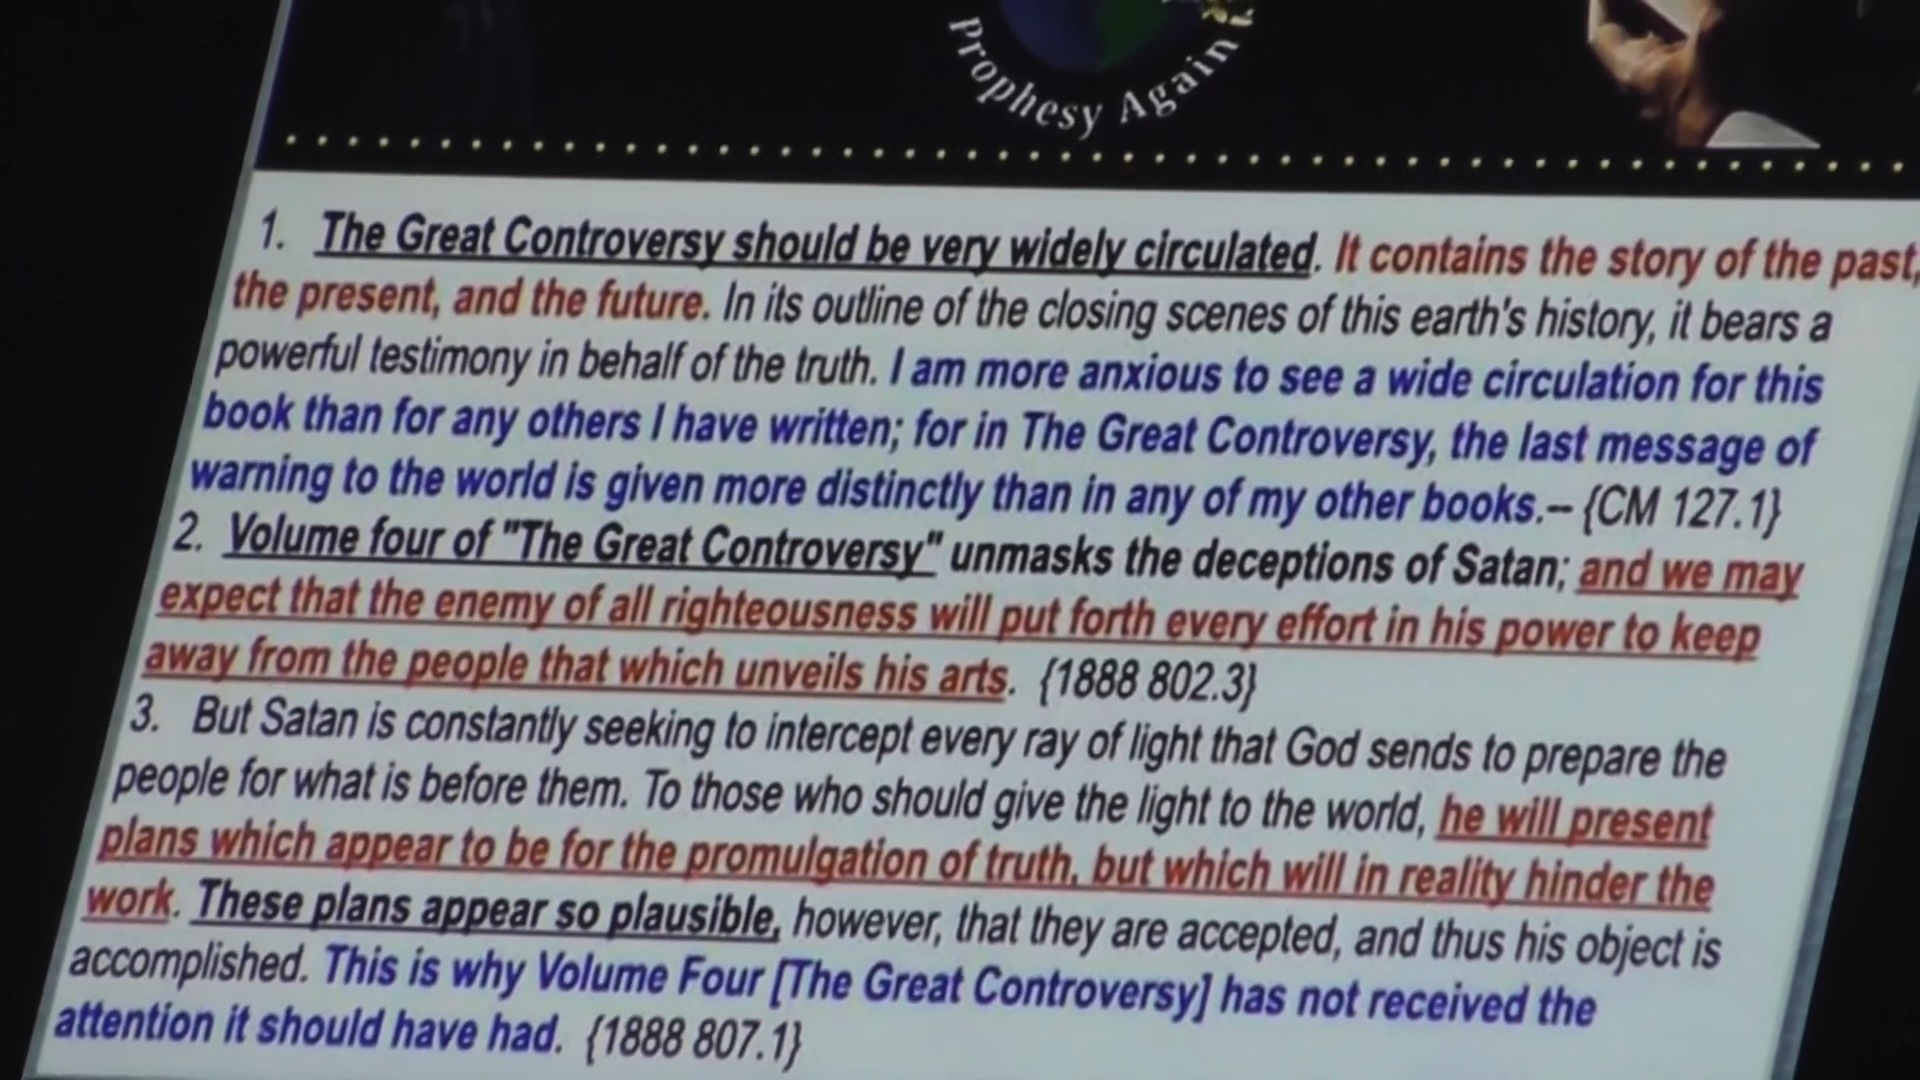 Prophesy Again
1. The Great Controversy should be very widely circulated. It contains the story of the past,
the present, and the future. In its outline of the closing scenes of this earth's history, it bears a
powerful testimony in behalf of the truth. I am more anxious to see a wide circulation for this
book than for any others I have written; for in The Great Controversy, the last message of
warning to the world is given more distinctly than in any of my other books.-- {CM 127.1}
2. Volume four of "The Great Controversy" unmasks the deceptions of Satan; and we may
expect that the enemy of all righteousness will put forth every effort in his power to keep
away from the people that which unveils his arts. {1888 802.3}
3. But Satan is constantly seeking to intercept every ray of light that God sends to prepare the
people for what is before them. To those who should give the light to the world, he will present
plans which appear to be for the promulgation of truth, but which will in reality hinder the
work. These plans appear so plausible, however, that they are accepted, and thus his object is
accomplished. This is why Volume Four [The Great Controversy] has not received the
attention it should have had. {1888 807.1}